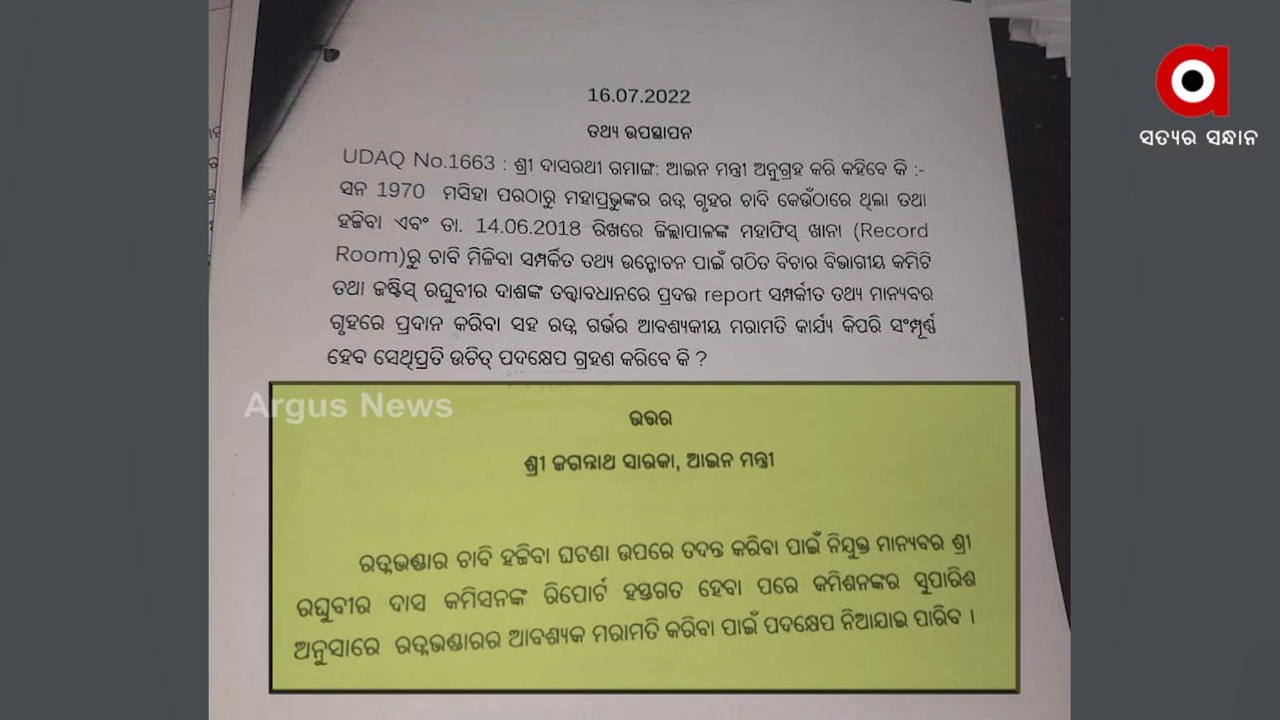 ସତ୍ୟର ସନ୍ଧାନ
16.07.2022
ତଥ୍ୟ ଉପସ୍ଥାପନ
UDAQ No.1663 : ଶ୍ରୀ ଦାସରଥୀ ଗମାଙ୍ଗ: ଆଇନ ମନ୍ତ୍ରୀ ଅନୁଗ୍ରହ କରି କହିବେ କି :-
ସନ 1970 ମସିହା ପରଠାରୁ ମହାପ୍ରଭୁଙ୍କର ରତ୍ନ ଗୃହର ଚାବି କେଉଁଠାରେ ଥିଲା ତଥା
ହଜିବା ଏବଂ ତା. 14.06.2018 ରିଖରେ ଜିଲ୍ଲାପାଳଙ୍କ ମହାଫିସ୍ ଖାନା (Record
Room)ରୁ ଚାବି ମିଳିବା ସମ୍ପର୍କିତ ତଥ୍ୟ ଉନ୍ମୋଚନ ପାଇଁ ଗଠିତ ବିଚାର ବିଭାଗୀୟ କମିଟି
ତଥା ଜଷ୍ଟିସ୍ ରଘୁବୀର ଦାଶଙ୍କ ତତ୍ତ୍ୱାବଧାନରେ ପ୍ରଦତ୍ତ report ସମ୍ପର୍କୀତ ତଥ୍ୟ ମାନ୍ୟବର
ଗୃହରେ ପ୍ରଦାନ କରିବା ସହ ରତ୍ନ ଗର୍ଭର ଆବଶ୍ୟକୀୟ ମରାମତି କାର୍ଯ୍ୟ କିପରି ସଂମ୍ପୂର୍ଣ୍ଣ
ହେବ ସେଥିପ୍ରତି ଉଚିତ୍ ପଦକ୍ଷେପ ଗ୍ରହଣ କରିବେ କି ?
Argus News
ଉତ୍ତର
ଶ୍ରୀ ଜଗନ୍ନାଥ ସାରକା, ଆଇନ ମନ୍ତ୍ରୀ
ରତ୍ନଭଣ୍ଡାର ଚାବି ହଜିବା ଘଟଣା ଉପରେ ତଦନ୍ତ କରିବା ପାଇଁ ନିଯୁକ୍ତ ମାନ୍ୟବର ଶ୍ରୀ
ରଘୁବୀର ଦାସ କମିସନଙ୍କ ରିପୋର୍ଟ ହସ୍ତଗତ ହେବା ପରେ କମିଶନଙ୍କର ସୁପାରିଶ
ଅନୁସାରେ ରତ୍ନଭଣ୍ଡାରର ଆବଶ୍ୟକ ମରାମତି କରିବା ପାଇଁ ପଦକ୍ଷେପ ନିଆଯାଇ ପାରିବ ।